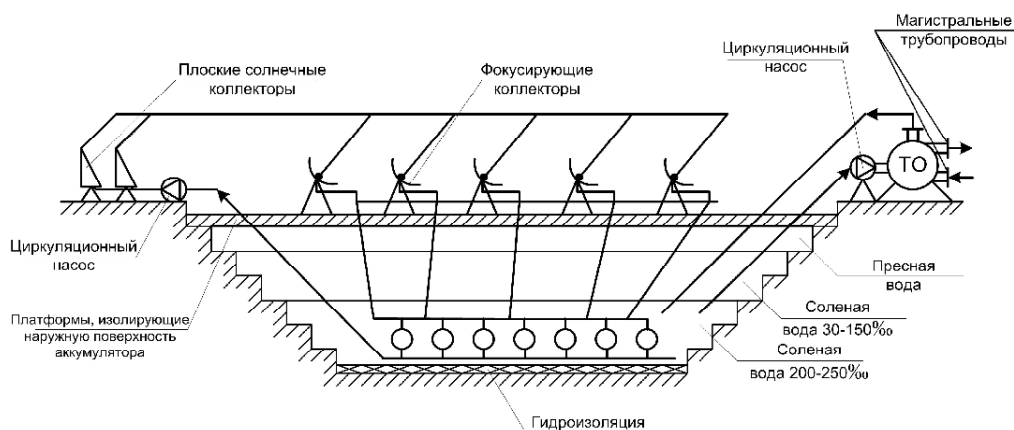 Магистральные
трубопроводы
Циркуляционный
насос
Плоские солнечные
коллекторы
Фокусирующие
коллекторы
ТО
Циркуляционный
насос
Пресная
вода
Платформы, изолирующие
наружную поверхность
аккумулятора
Соленая
вода 30-150‰
Соленая
вода 200-250‰
Гидроизоляция